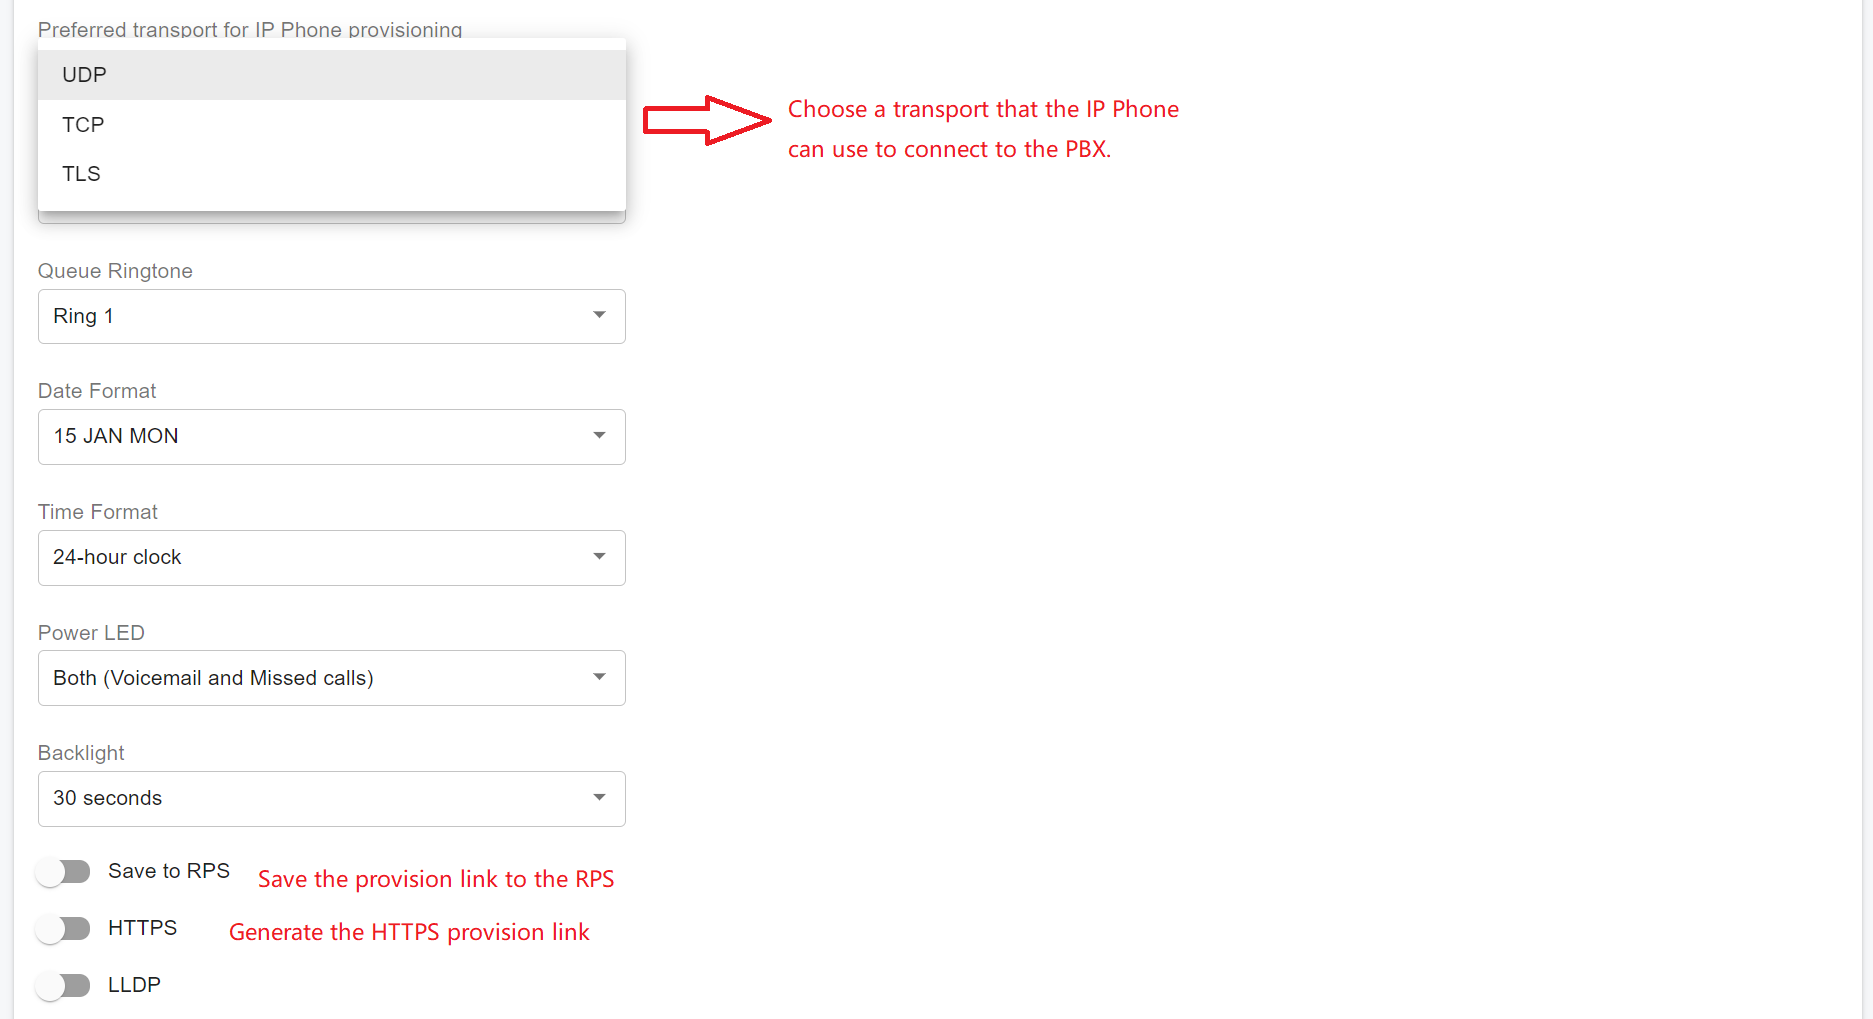 Preferred transport for IP Phone provisioning
UDP
TCP
TLS
Choose a transport that the IP Phone
can use to connect to the PBX.
Queue Ringtone
Ring 1
Date Format
15 JAN MON
Time Format
24-hour clock
Power LED
Both (Voicemail and Missed calls)
Backlight
30 seconds
Save to RPS
Save the provision link to the RPS
HTTPS
Generate the HTTPS provision link
LLDP